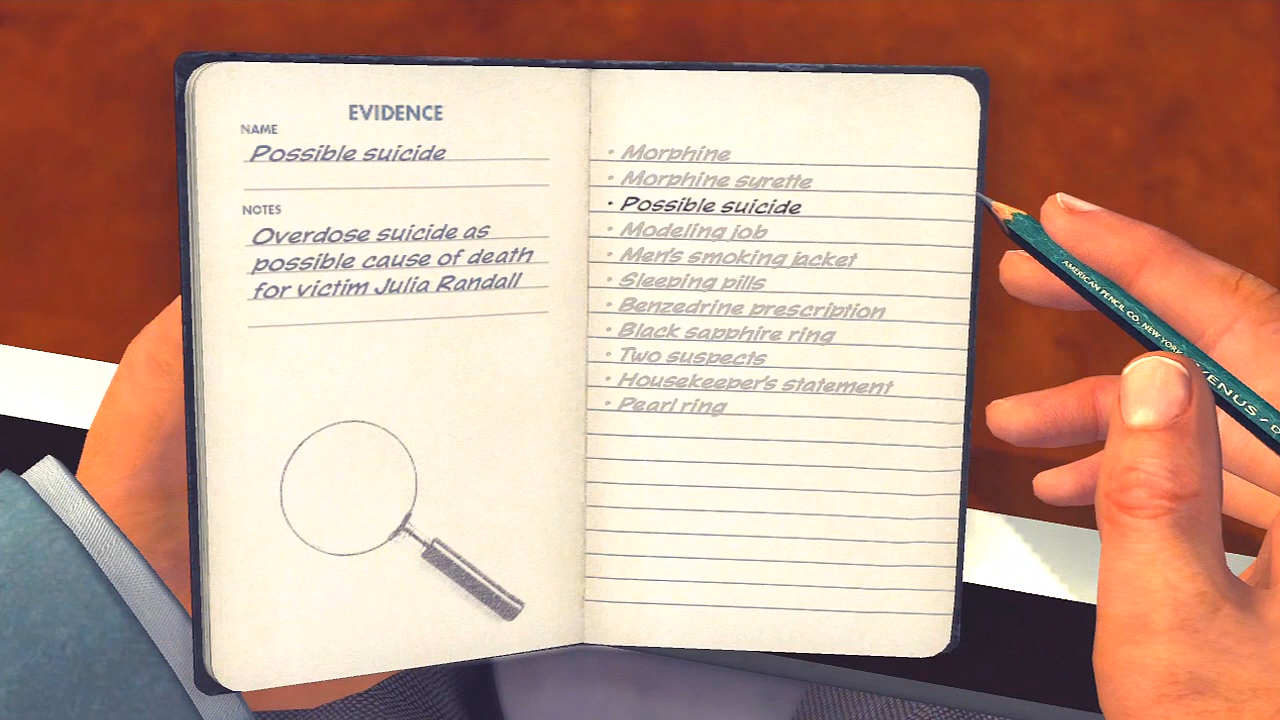 EVIDENCE
NAME
Possible suicide
NOTES
Overdose suicide as
possible cause of death
for victim Julia Randall
• Morphine
• Morphine syrette
• Possible suicide
• Modeling job
• Men's smoking jacket
• Sleeping pills
• Benzedrine prescription
• Black sapphire ring
• Two suspects
• Housekeeper's statement
• Pearl ring
AMERICAN PENCIL CO. NEW YORK
VENUS